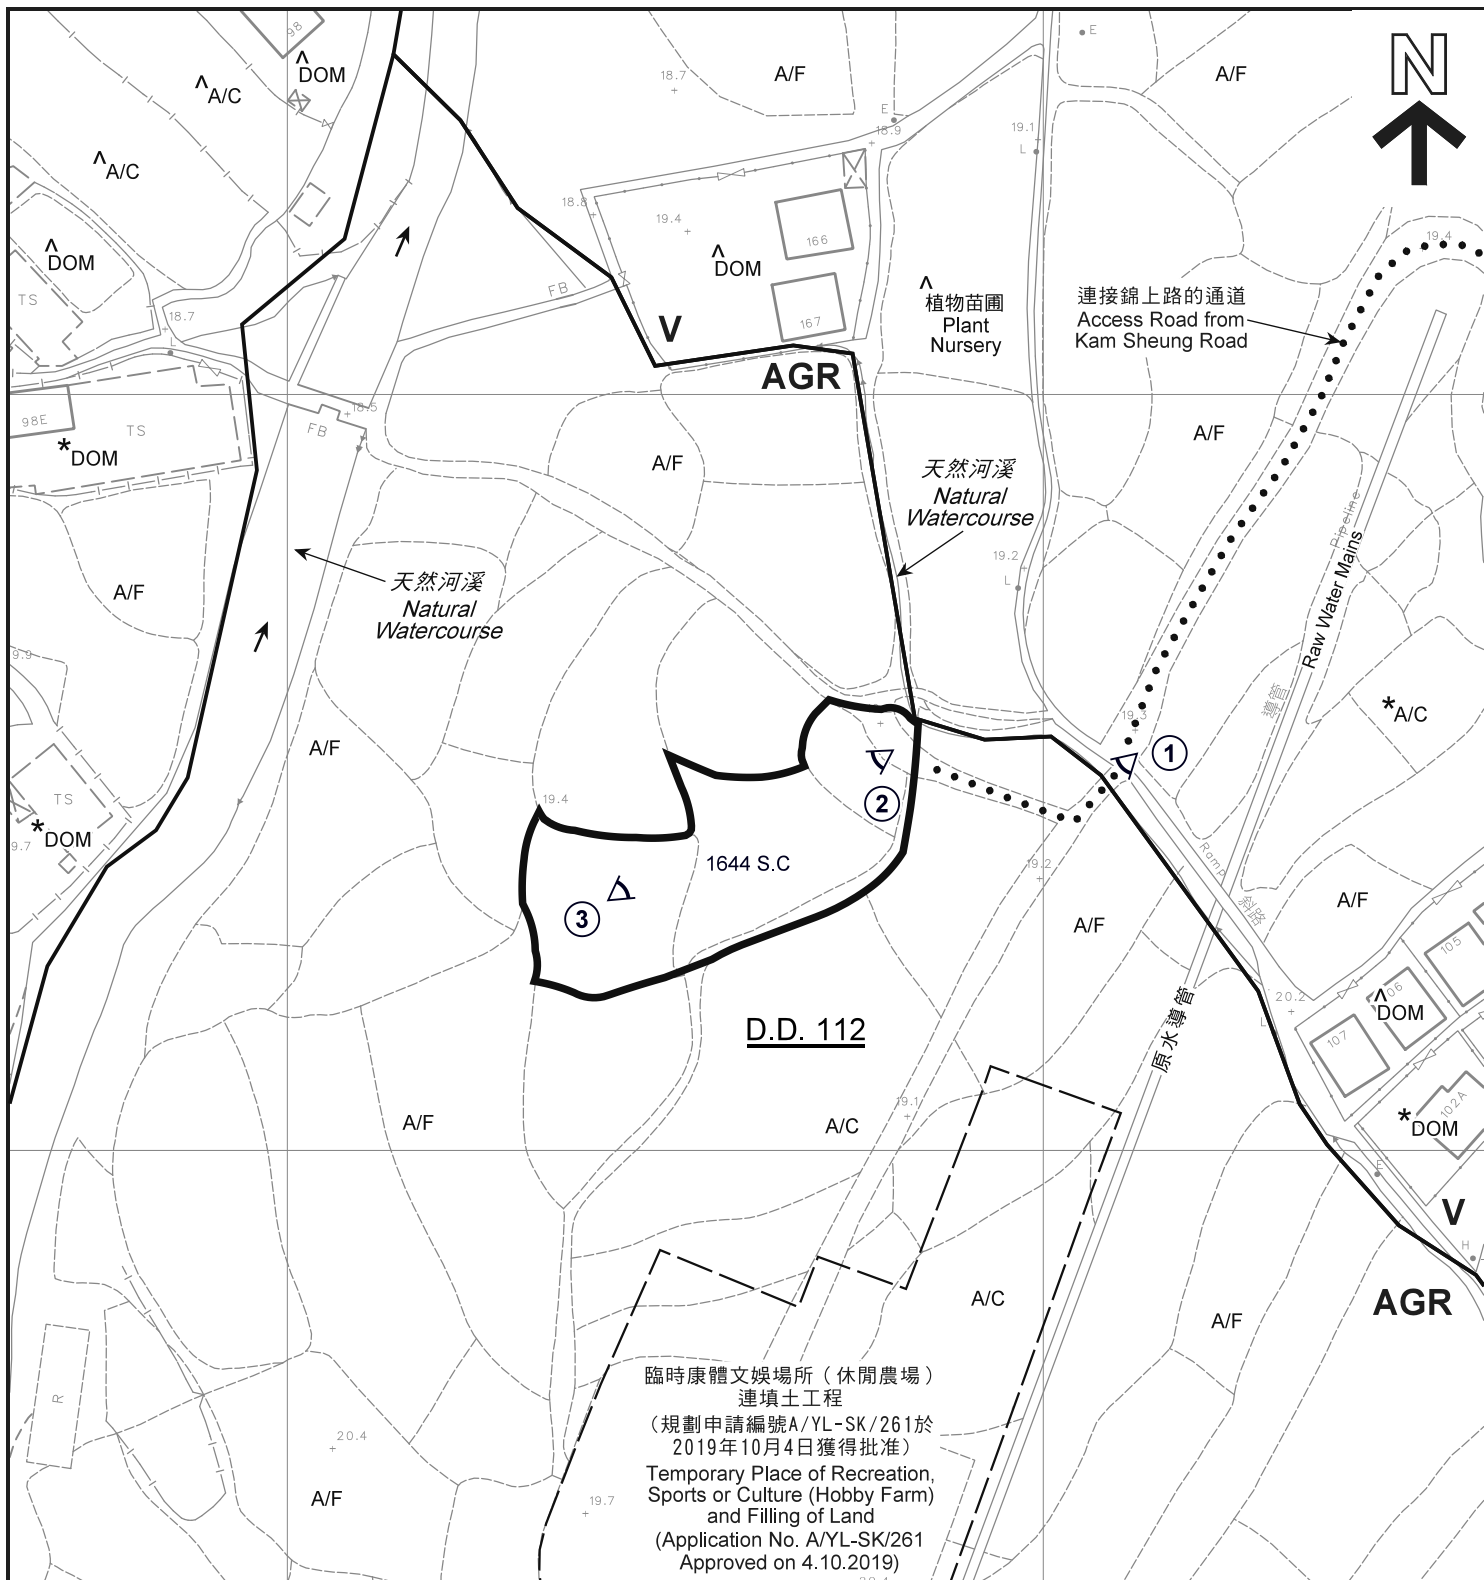 98
E
^DOM
A/F
A/F
N
^A/C
18.7
E
18.9
19.1
L
^A/C
18.8
19.4
166
19.4
^DOM
^DOM
^
植物苗圃
Plant
Nursery
連接錦上路的通道
Access Road from
Kam Sheung Road
TS
18.7
L
FB
167
V
AGR
98E
TS
18.5
FB
*DOM
A/F
A/F
天然河溪
Natural
Watercourse
Pipeline
Raw Water Mains
19.2
L
A/F
天然河溪
Natural
Watercourse
9.9
導管
*A/C
19.3
A/F
1
TS
19.4
2
*DOM
9.7
1644 S.C
19.2
Ramp
斜路
3
A/F
A/F
105
06
^DOM
20.2
L
107
原水導管
D.D. 112
19.1
A/F
A/C
102A
*DOM
E
V
H
A/C
AGR
A/F
R
臨時康體文娛場所（休閒農場）
連填土工程
（規劃申請編號A/YL-SK/261於
2019年10月4日獲得批准）
Temporary Place of Recreation,
Sports or Culture (Hobby Farm)
and Filling of Land
(Application No. A/YL-SK/261
Approved on 4.10.2019)
20.4
A/F
19.7